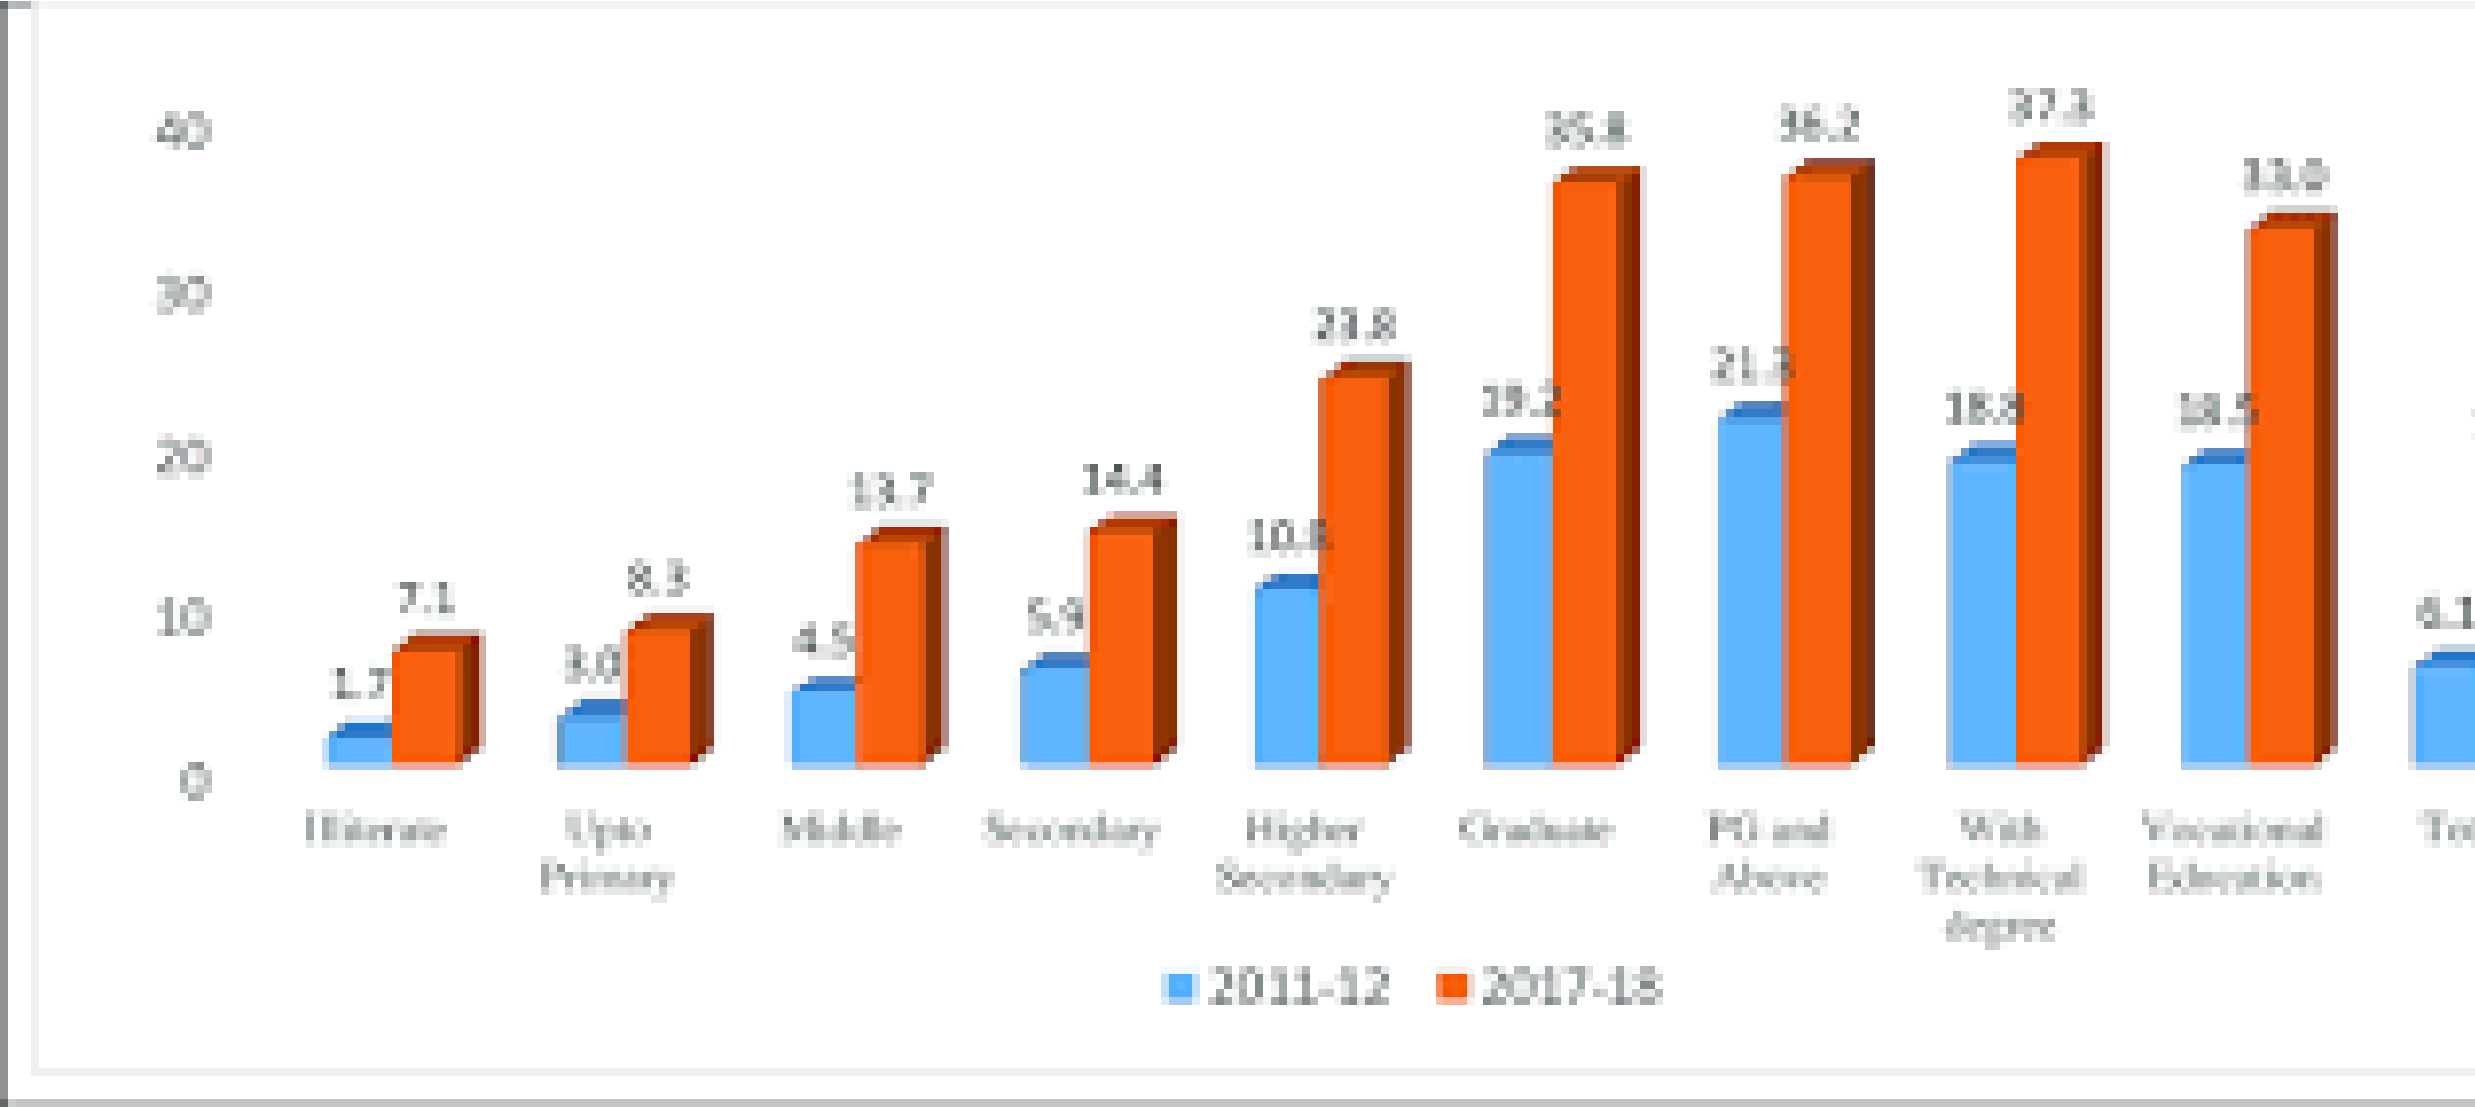 40
30
20
10
0
1.7 7.1
3.0 8.3
4.5 13.7
5.9 14.4
10.8 23.8
19.2 35.8
21.3 36.2
18.8 37.3
18.5
6.1
Illiterate
Upto
Primary
Middle
Secondary
Higher
Secondary
Graduate
PG and
Above
With
Technical
degree
Vocational
Education
2011-12 2017-18